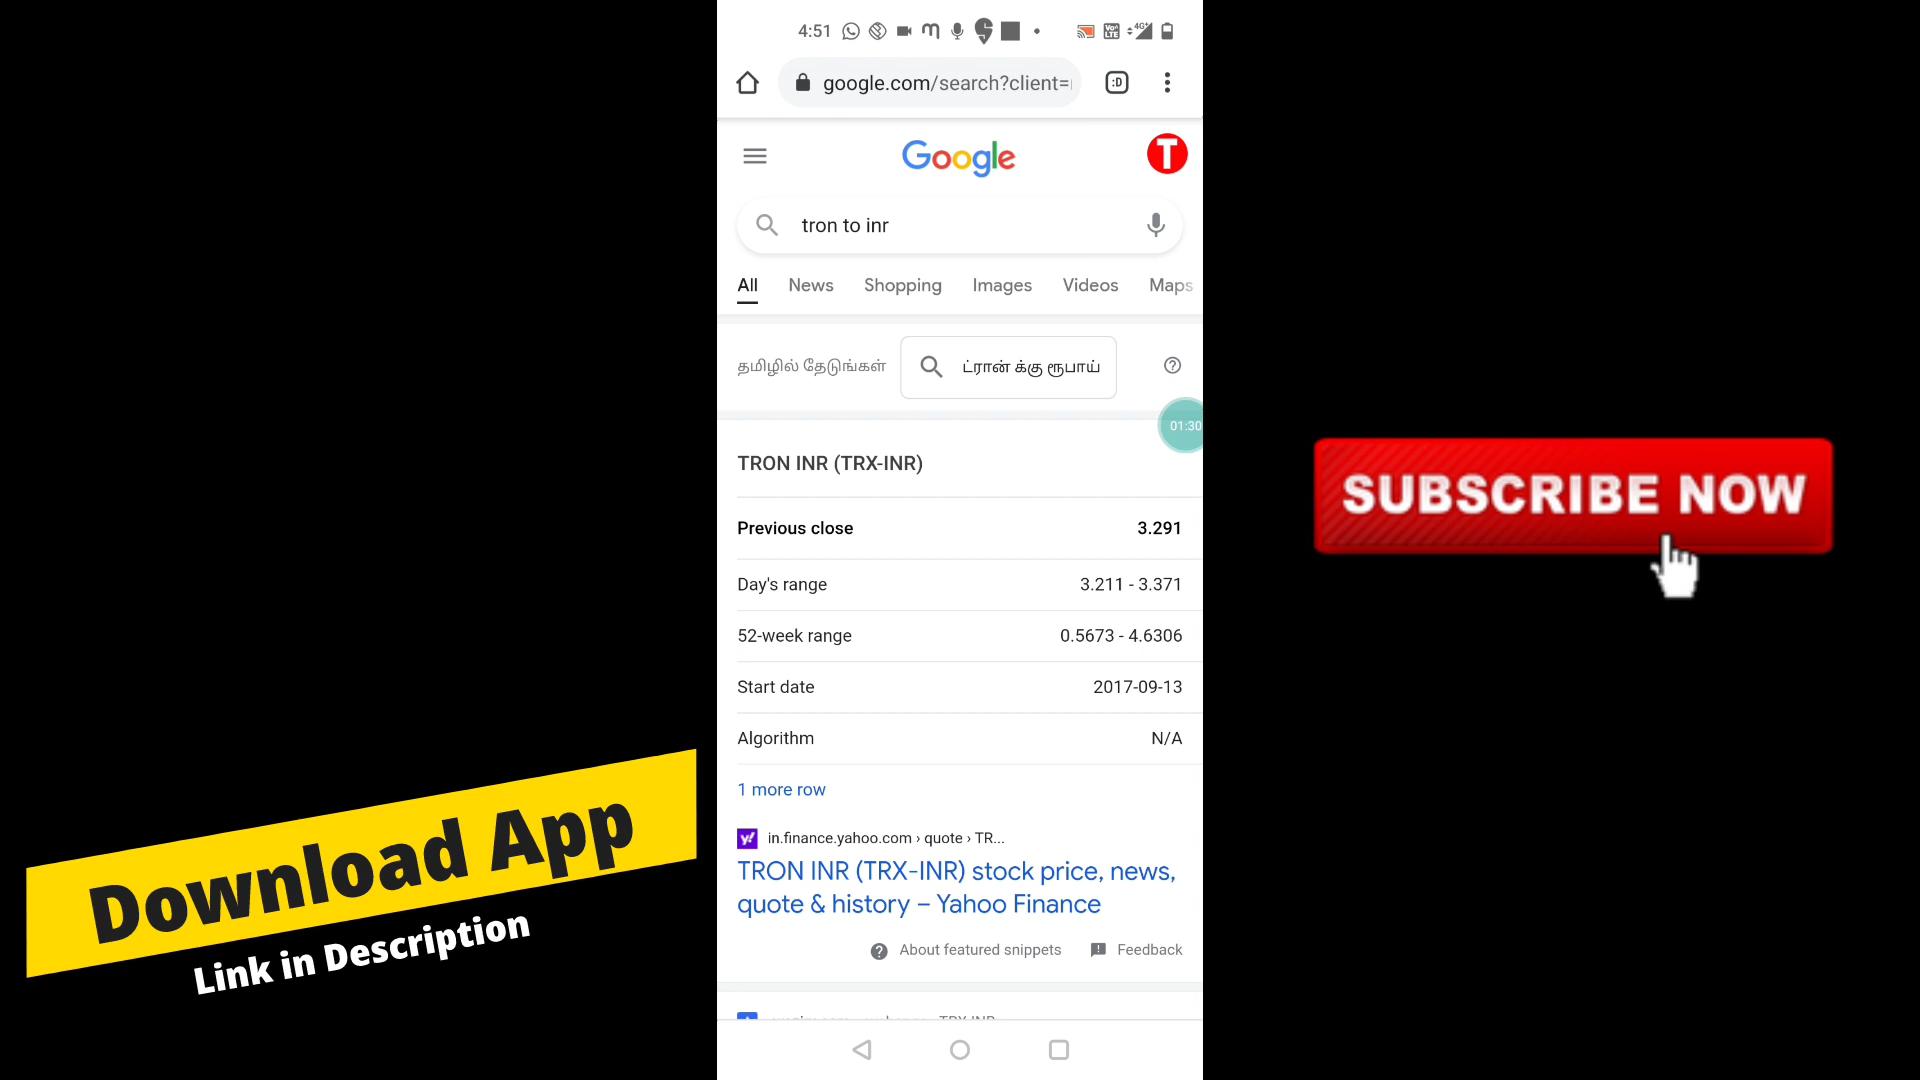 4:51
google.com/search?client=
:D
Google
T
tron to inr
All News Shopping Images Videos Maps
தமிழில் தேடுங்கள் ட்ரான் க்கு ரூபாய்
01:30
TRON INR (TRX-INR)
Previous close 3.291
Day's range 3.211 - 3.371
52-week range 0.5673 - 4.6306
Start date 2017-09-13
Algorithm N/A
1 more row
in.finance.yahoo.com › quote › TR...
TRON INR (TRX-INR) stock price, news,
quote & history – Yahoo Finance
About featured snippets Feedback
SUBSCRIBE NOW
Download App
Link in Description